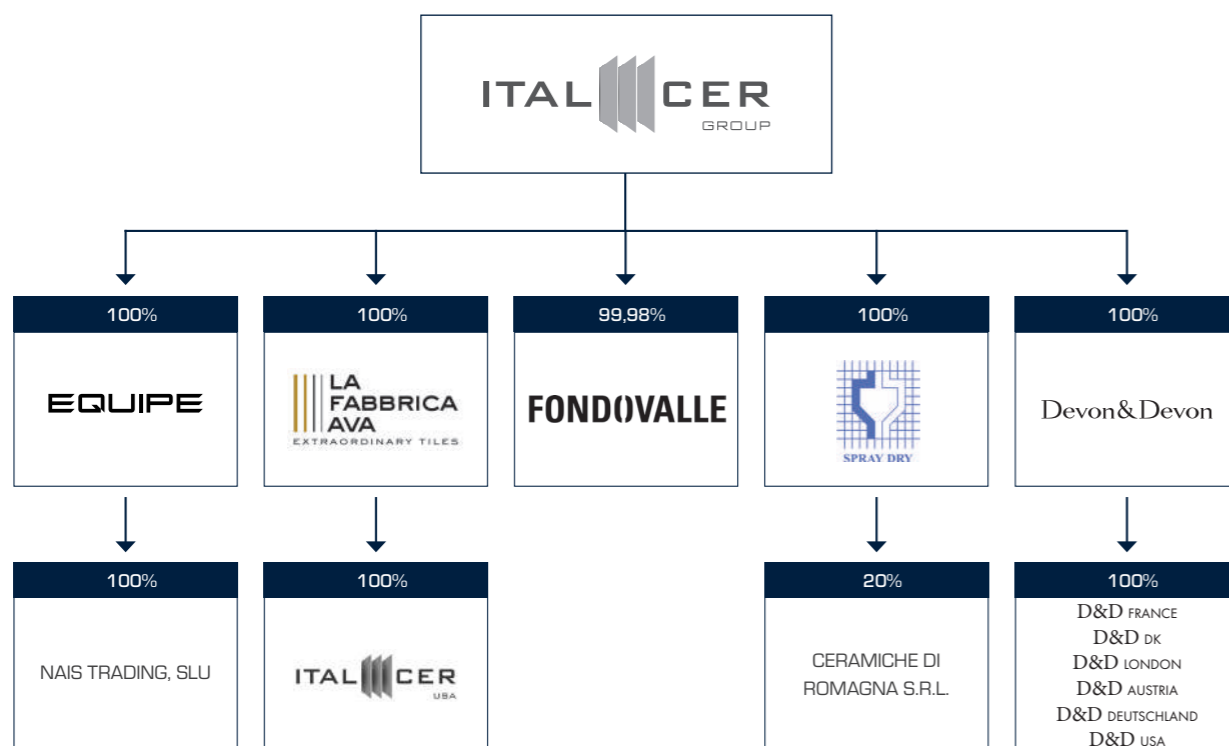 ITAL CER
GROUP
100%
100%
99,98%
100%
100%
EQUIPE
LA
FABBRICA
AVA
EXTRAORDINARY TILES
FONDOVALLE
SPRAY DRY
Devon&Devon
100%
100%
20%
100%
NAIS TRADING, SLU
ITAL CER
USA
CERAMICHE DI
ROMAGNA S.R.L.
D&D FRANCE
D&D DK
D&D LONDON
D&D AUSTRIA
D&D DEUTSCHLAND
D&D USA